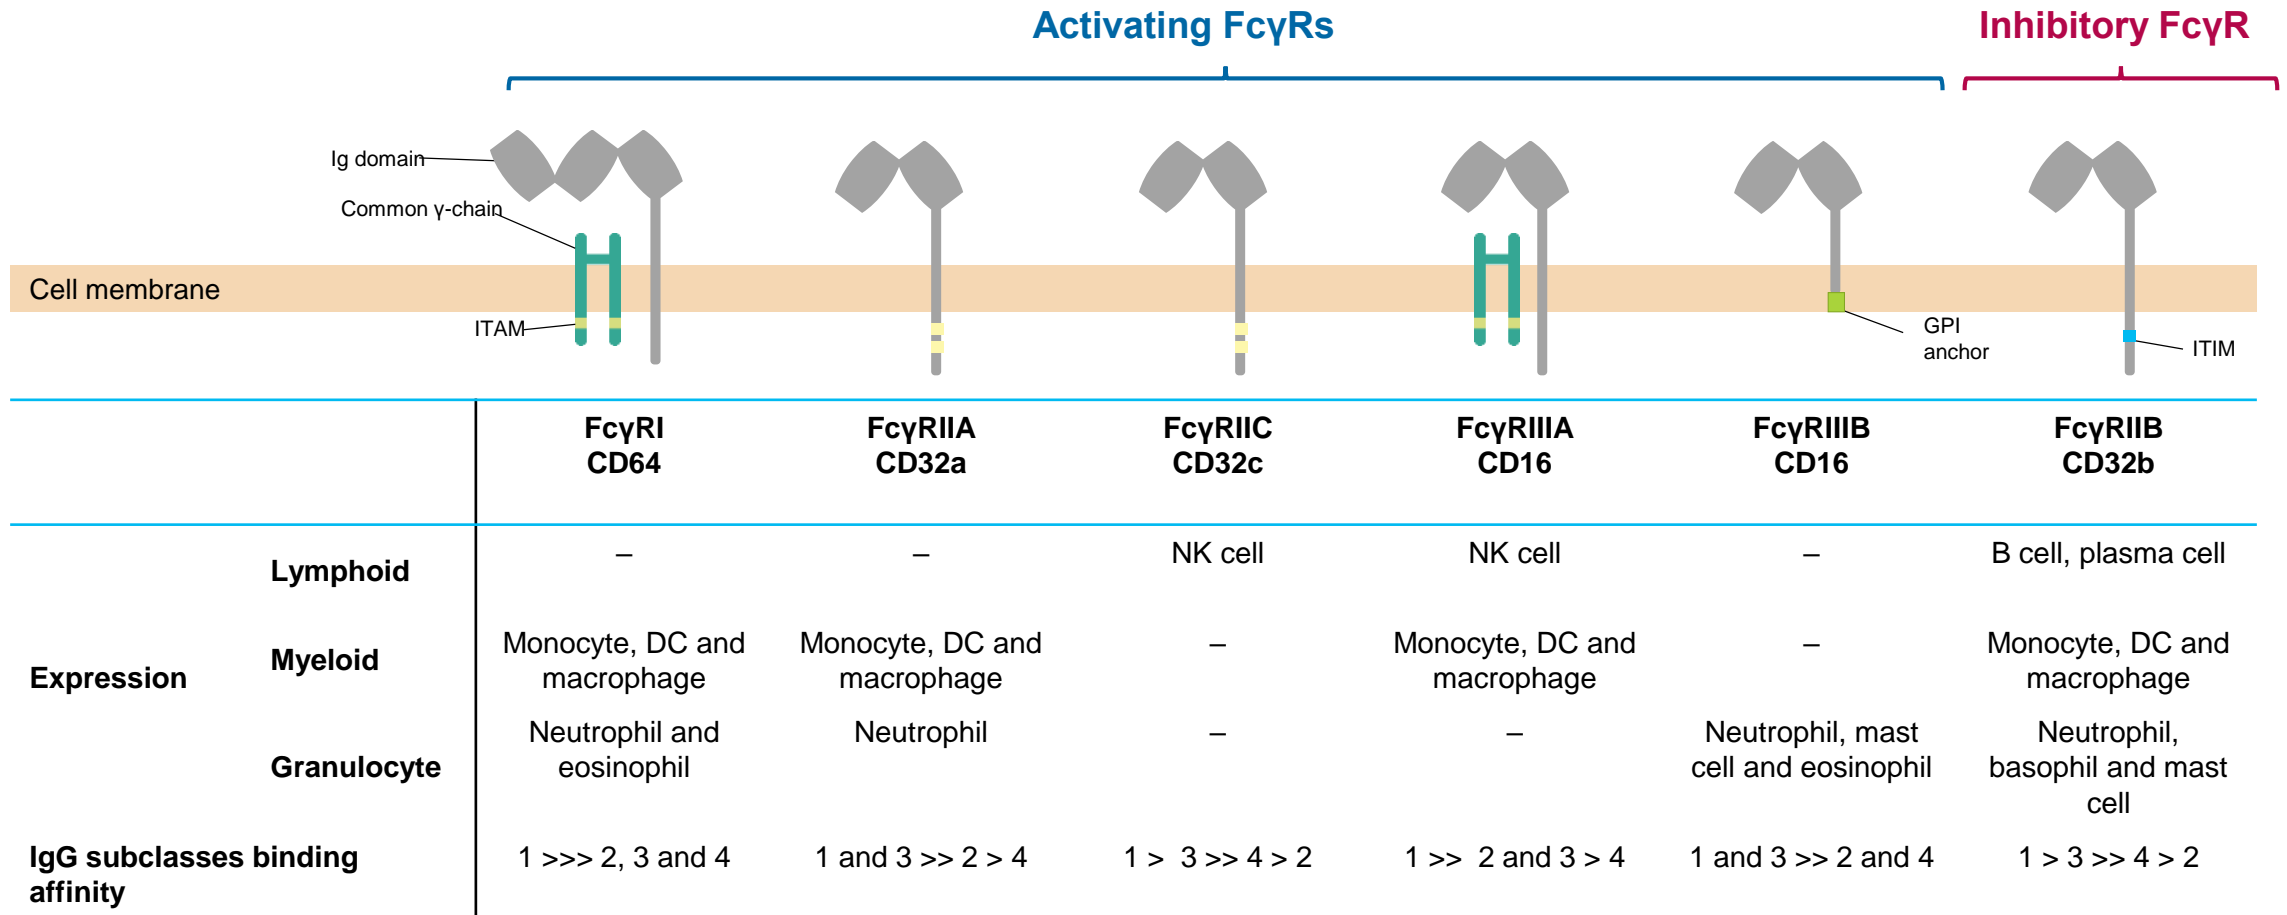 Activating FcγRs
Inhibitory FcγR
Ig domain
Common γ-chain
Cell membrane
ITAM
GPI
anchor
ITIM
FcγRI
CD64
FcγRIIA
CD32a
FcγRIIC
CD32c
FcγRIIIA
CD16
FcγRIIIB
CD16
FcγRIIB
CD32b
Expression
Lymphoid
–
–
NK cell
NK cell
–
B cell, plasma cell
Myeloid
Monocyte, DC and
macrophage
Monocyte, DC and
macrophage
–
Monocyte, DC and
macrophage
–
Monocyte, DC and
macrophage
Granulocyte
Neutrophil and
eosinophil
Neutrophil
–
–
Neutrophil, mast
cell and eosinophil
Neutrophil,
basophil and mast
cell
IgG subclasses binding
affinity
1 >>> 2, 3 and 4
1 and 3 >> 2 > 4
1 > 3 >> 4 > 2
1 >> 2 and 3 > 4
1 and 3 >> 2 and 4
1 > 3 >> 4 > 2